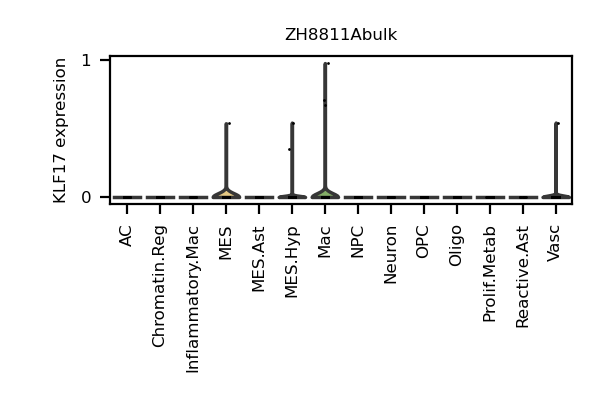 ZH8811Abulk
KLF17 expression
1
0
AC
Chromatin.Reg
Inflammatory.Mac
MES
MES.Ast
MES.Hyp
Mac
NPC
Neuron
OPC
Oligo
Prolif.Metab
Reactive.Ast
Vasc